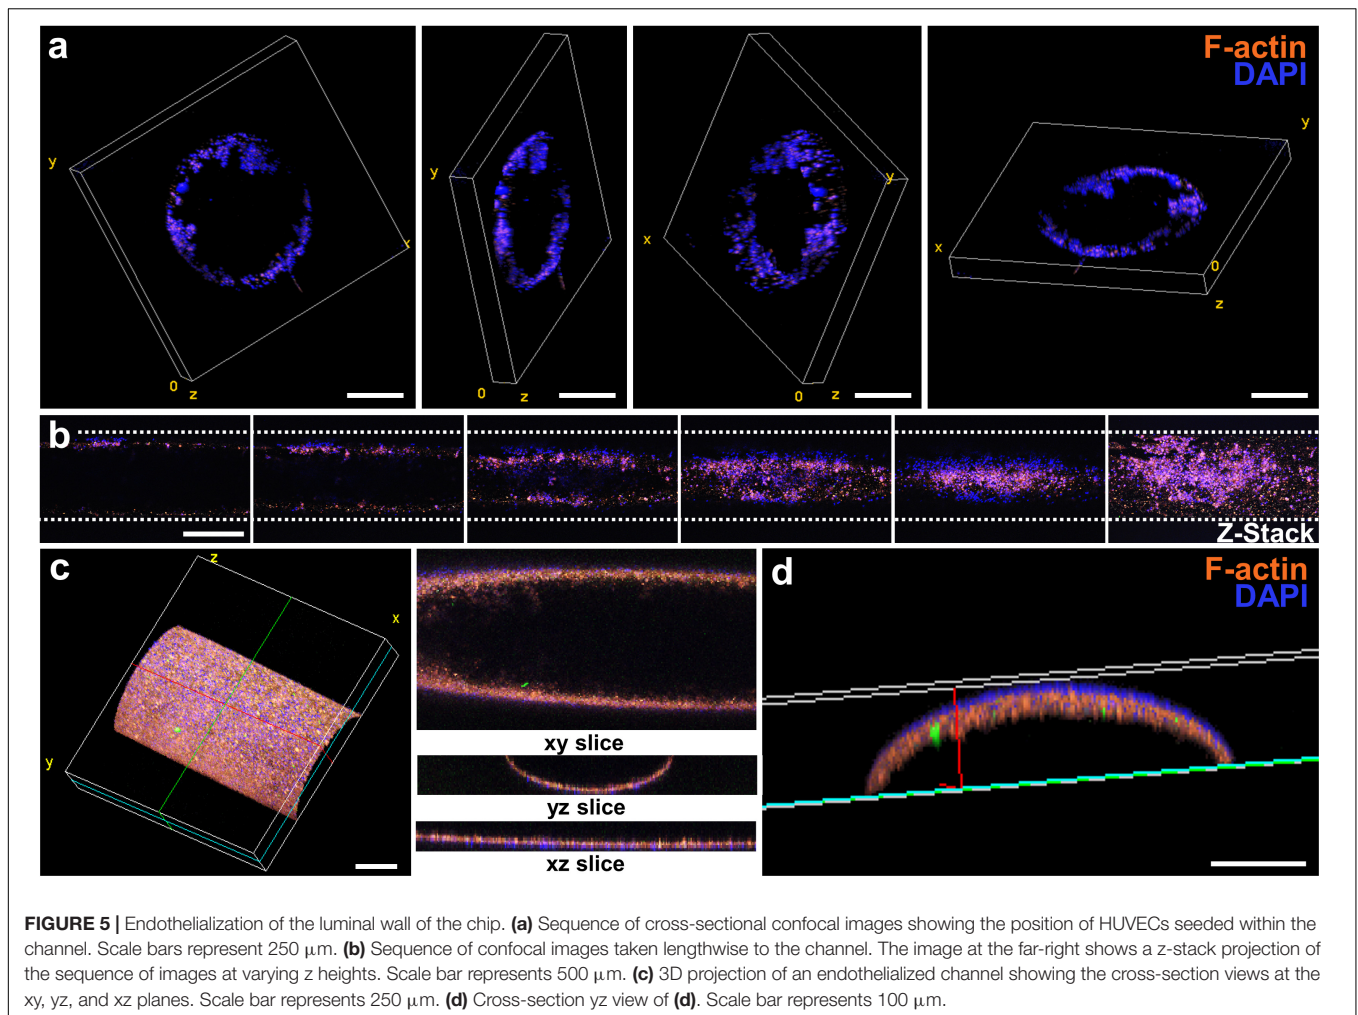 a
F-actin
DAPI
y
x
0
z
y
0
z
y
x
0
z
y
x
0
z
b
Z-Stack
c
z
x
y
xy slice
yz slice
xz slice
d
F-actin
DAPI
FIGURE 5 | Endothelialization of the luminal wall of the chip. (a) Sequence of cross-sectional confocal images showing the position of HUVECs seeded within the
channel. Scale bars represent 250 μm. (b) Sequence of confocal images taken lengthwise to the channel. The image at the far-right shows a z-stack projection of
the sequence of images at varying z heights. Scale bar represents 500 μm. (c) 3D projection of an endothelialized channel showing the cross-section views at the
xy, yz, and xz planes. Scale bar represents 250 μm. (d) Cross-section yz view of (d). Scale bar represents 100 μm.